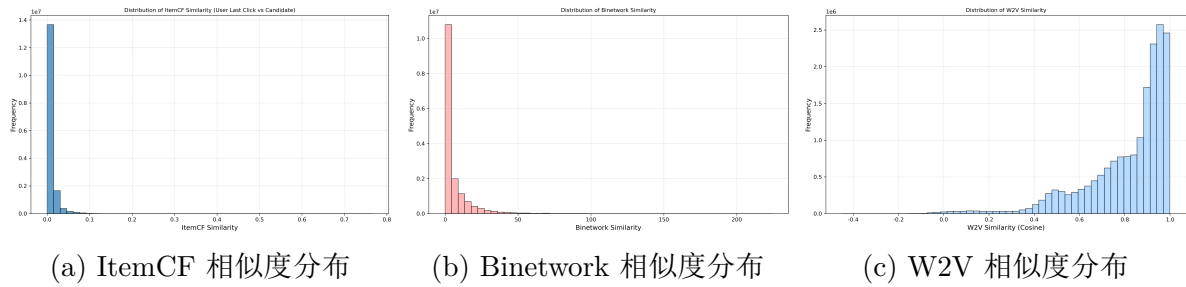 Distribution of ItemCF Similarity (User Last Click vs Candidate)
1e7
1.4
1.2
1.0
0.8
0.6
0.4
0.2
0.0
Frequency
0.0 0.1 0.2 0.3 0.4 0.5 0.6 0.7 0.8
ItemCF Similarity
(a) ItemCF 相似度分布
Distribution of Binetwork Similarity
1e7
1.0
0.8
0.6
0.4
0.2
0.0
Frequency
0 50 100 150 200
Binetwork Similarity
(b) Binetwork 相似度分布
Distribution of W2V Similarity
1e6
2.5
2.0
1.5
1.0
0.5
0.0
Frequency
-0.4 -0.2 0.0 0.2 0.4 0.6 0.8 1.0
W2V Similarity (Cosine)
(c) W2V 相似度分布